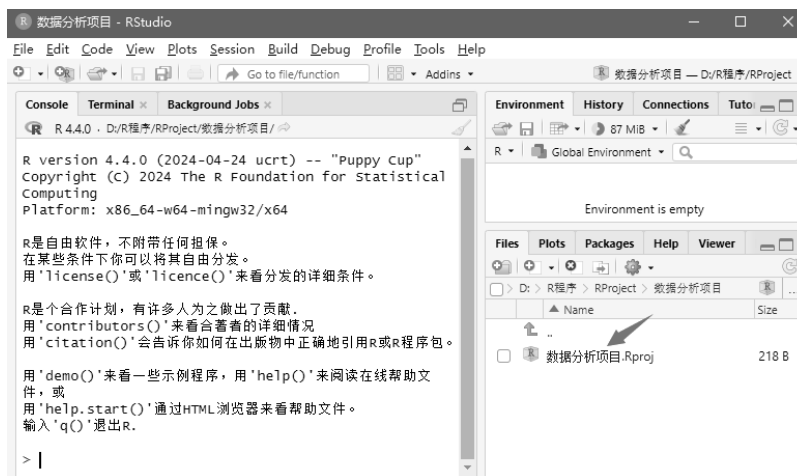 数据分析项目 - RStudio
File Edit Code View Plots Session Build Debug Profile Tools Help
Go to file/function Addins 数据分析项目 — D:/R程序/RProject
Console Terminal Background Jobs
R 4.4.0 · D:/R程序/RProject/数据分析项目/
R version 4.4.0 (2024-04-24 ucrt) -- "Puppy Cup"
Copyright (C) 2024 The R Foundation for Statistical
Computing
Platform: x86_64-w64-mingw32/x64
R是自由软件，不附带任何担保。
在某些条件下你可以将其自由分发。
用'license()'或'licence()'来看分发的详细条件。
R是个合作计划，有许多人为之做出了贡献.
用'contributors()'来看合著者的详细情况
用'citation()'会告诉你如何在出版物中正确地引用R或R程序包。
用'demo()'来看一些示例程序，用'help()'来阅读在线帮助文
件，或
用'help.start()'通过HTML浏览器来看帮助文件。
输入'q()'退出R.
>
Environment History Connections Tuto
87 MiB
R Global Environment
Environment is empty
Files Plots Packages Help Viewer
D: > R程序 > RProject > 数据分析项目
Name Size
..
数据分析项目.Rproj 218 B